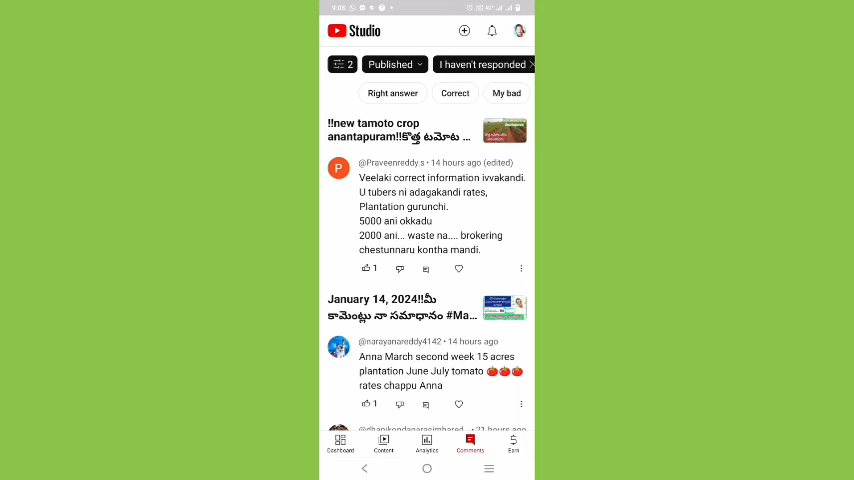 9:08
Studio
2 Published I haven't responded
Right answer Correct My bad
!!new tamoto crop
anantapuram!!కొత్త టమోట ...
@Praveenreddy.s • 14 hours ago (edited)
P
Veelaki correct information ivvakandi.
U tubers ni adagakandi rates,
Plantation gurunchi.
5000 ani okkadu
2000 ani... waste na.... brokering
chestunnaru kontha mandi.
1
January 14, 2024!!మీ
కామెంట్లు నా సమాధానం #Ma...
@narayanareddy4142 • 14 hours ago
Anna March second week 15 acres
plantation June July tomato 🍅🍅🍅
rates chappu Anna
1
Dashboard Content Analytics Comments Earn